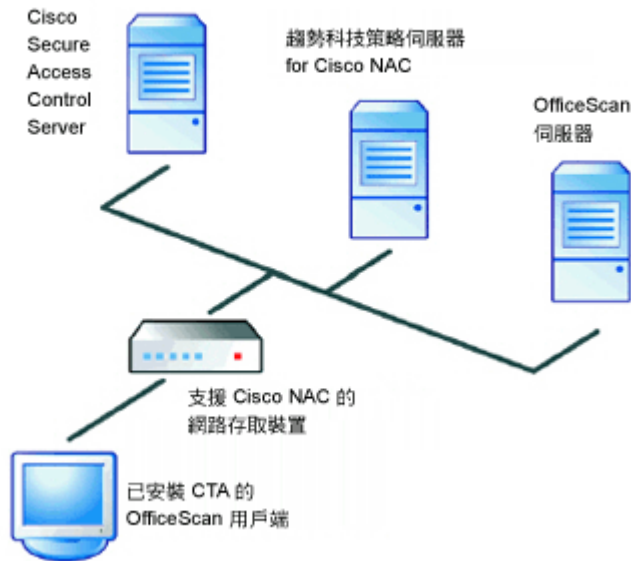 Cisco
Secure
Access
Control
Server
趨勢科技策略伺服器
for Cisco NAC
OfficeScan
伺服器
支援 Cisco NAC 的
網路存取裝置
已安裝 CTA 的
OfficeScan 用戶端